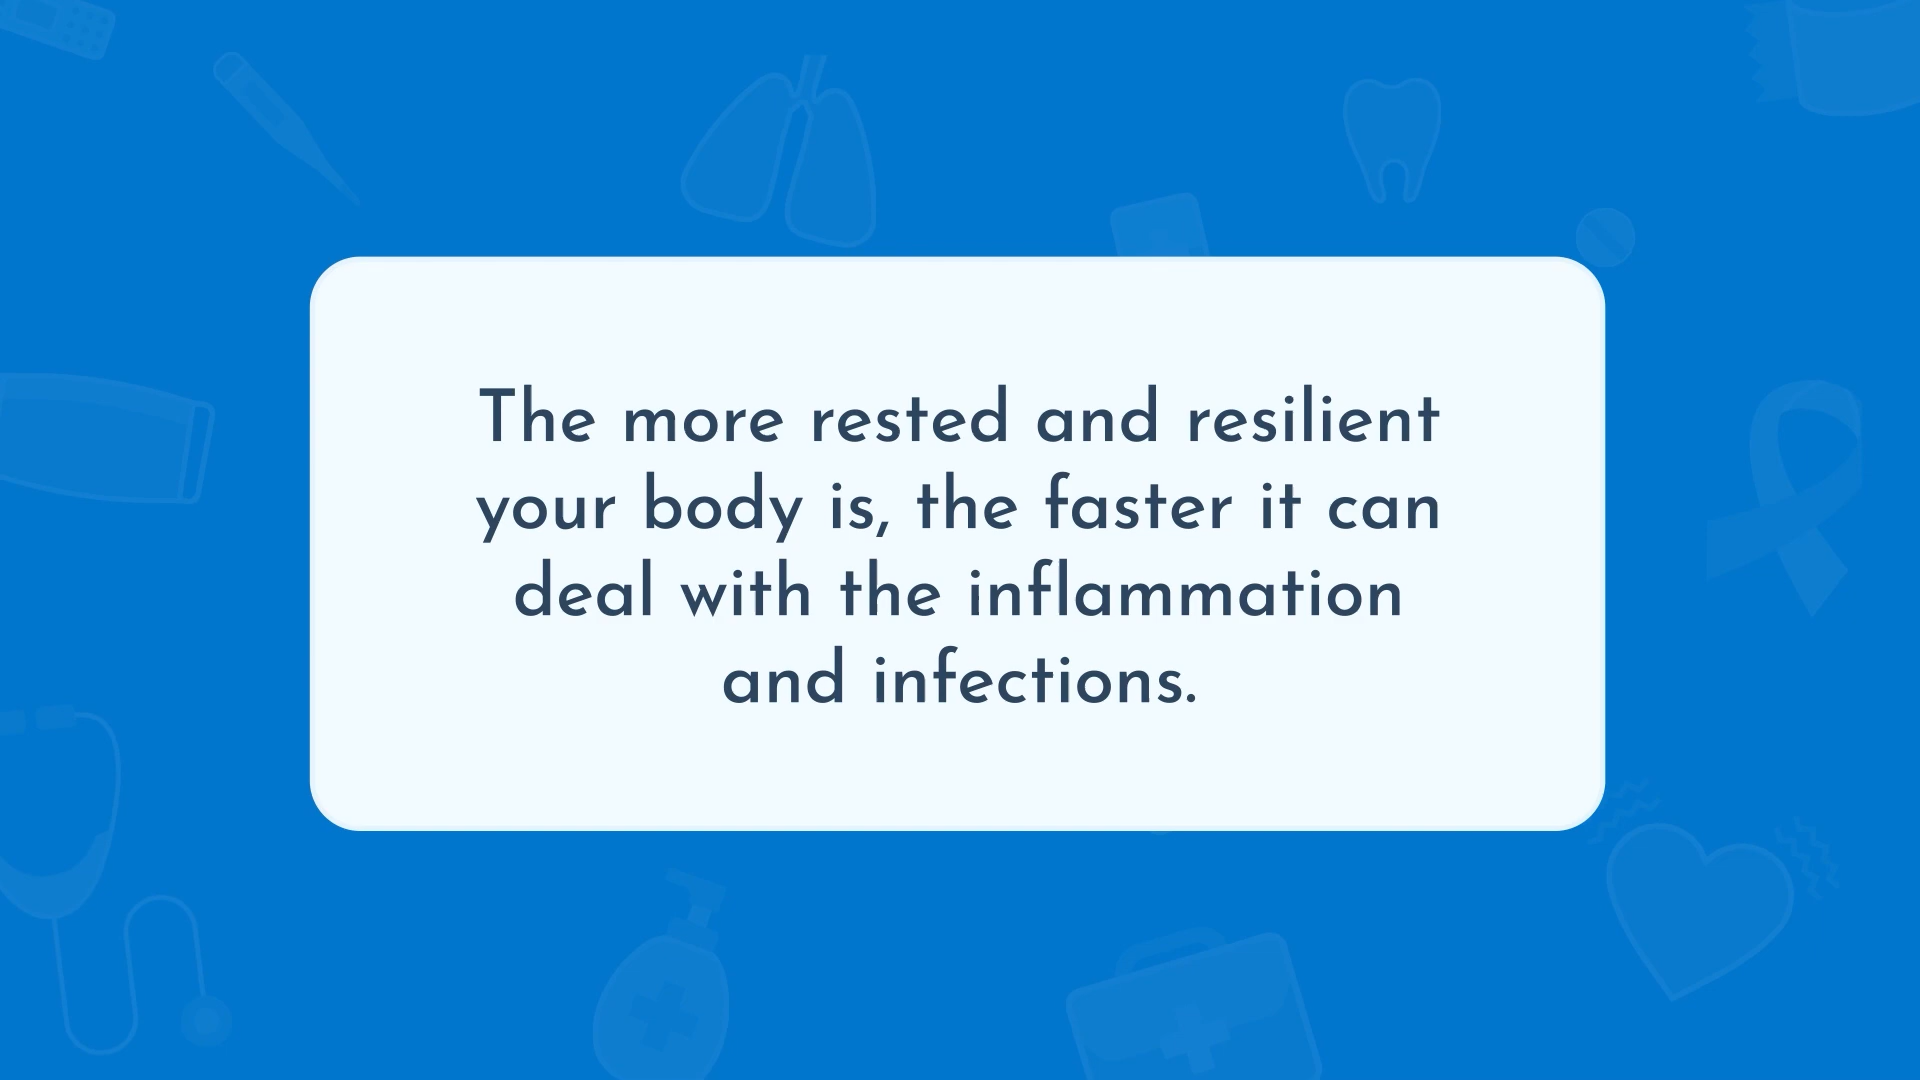 The more rested and resilient
your body is, the faster it can
deal with the inflammation
and infections.